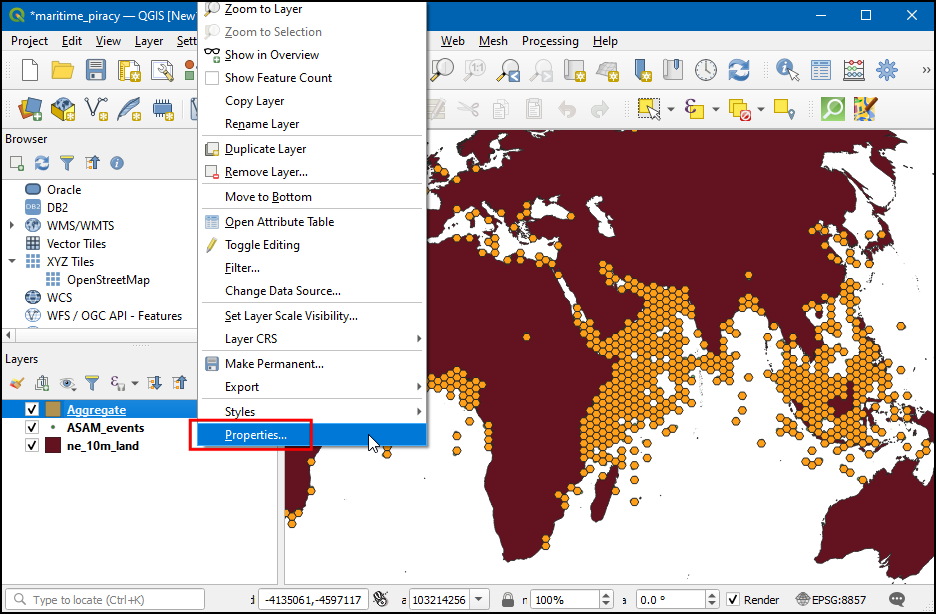 *maritime_piracy — QGIS [New
Project Edit View Layer Sett
Web Mesh Processing Help
Zoom to Layer
Zoom to Selection
Show in Overview
Show Feature Count
Copy Layer
Rename Layer
Duplicate Layer
Remove Layer...
Move to Bottom
Open Attribute Table
Toggle Editing
Filter...
Change Data Source...
Set Layer Scale Visibility...
Layer CRS
Make Permanent...
Export
Styles
Properties...
Browser
Oracle
DB2
WMS/WMTS
Vector Tiles
XYZ Tiles
OpenStreetMap
WCS
WFS / OGC API - Features
Layers
Aggregate
ASAM_events
ne_10m_land
Type to locate (Ctrl+K)
-4135061,-4597117
a 103214256
100%
a 0.0 °
Render
EPSG:8857